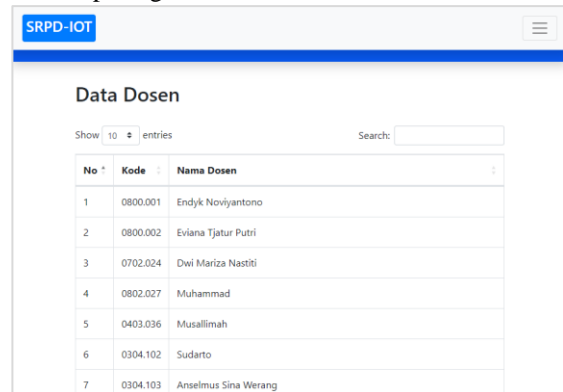 SRPD-IOT
Data Dosen
Show 10 entries Search:
No Kode Nama Dosen
1 0800.001 Endyk Noviyantono
2 0800.002 Eviana Tjatur Putri
3 0702.024 Dwi Mariza Nastiti
4 0802.027 Muhammad
5 0403.036 Musallimah
6 0304.102 Sudarto
7 0304.103 Anselmus Sina Werang